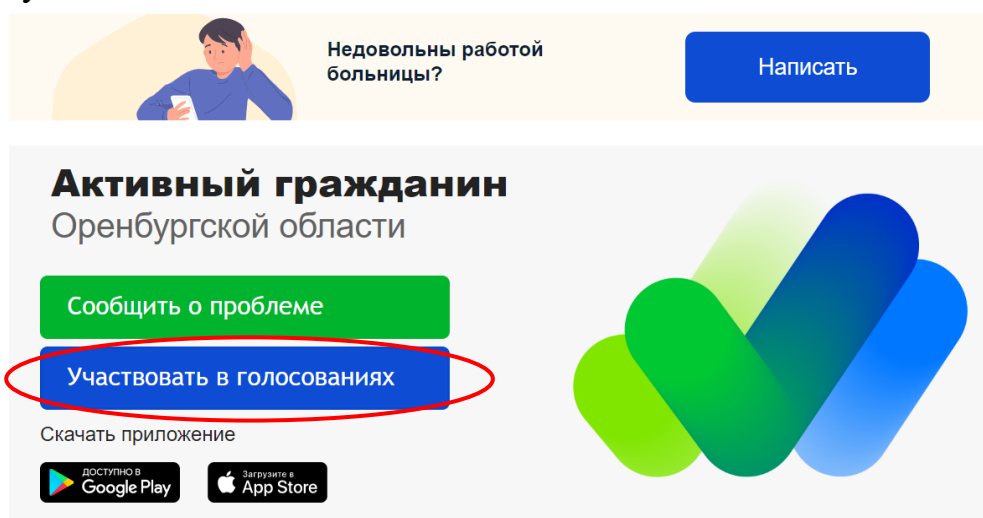 Недовольны работой
больницы?
Написать
Активный гражданин
Оренбургской области
Сообщить о проблеме
Участвовать в голосованиях
Скачать приложение
ДОСТУПНО В
Google Play
Загрузите в
App Store